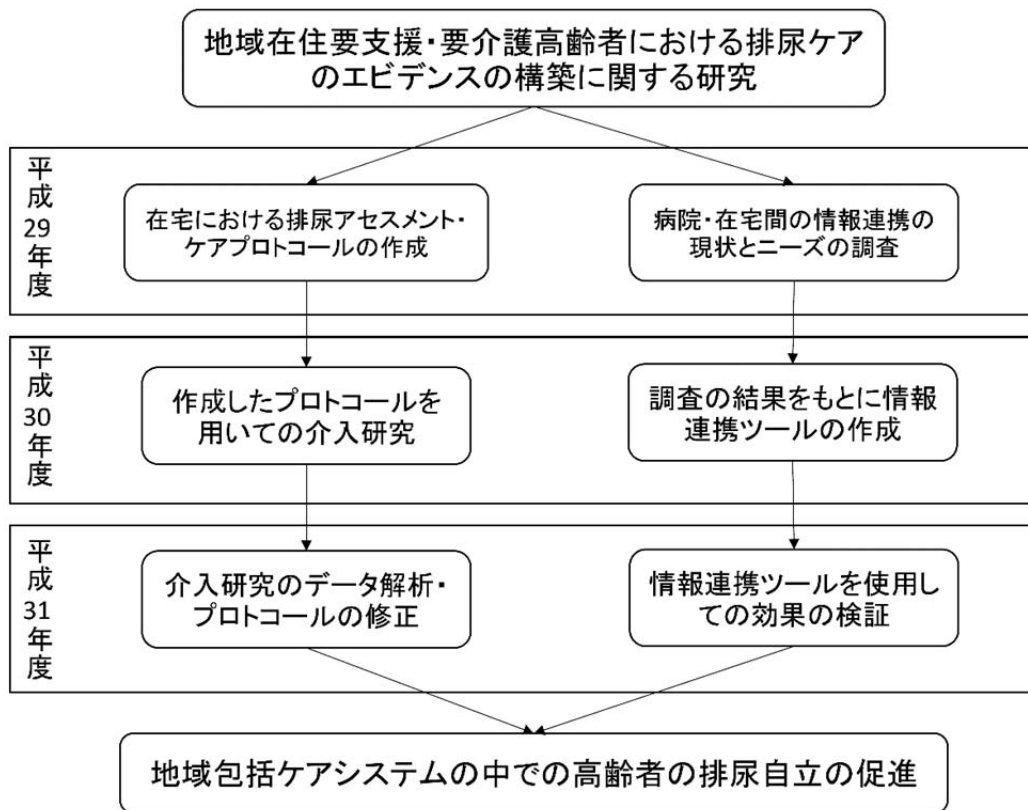 地域在住要支援・要介護高齢者における排尿ケア
のエビデンスの構築に関する研究
平成29年度
在宅における排尿アセスメント・
ケアプロトコールの作成
病院・在宅間の情報連携の
現状とニーズの調査
平成30年度
作成したプロトコールを
用いての介入研究
調査の結果をもとに情報
連携ツールの作成
平成31年度
介入研究のデータ解析・
プロトコールの修正
情報連携ツールを使用し
ての効果の検証
地域包括ケアシステムの中での高齢者の排尿自立の促進